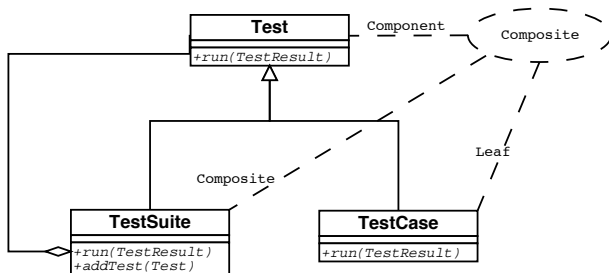 Test
+run(TestResult)
Component
Composite
Composite
Leaf
TestSuite
+run(TestResult)
+addTest(Test)
TestCase
+run(TestResult)